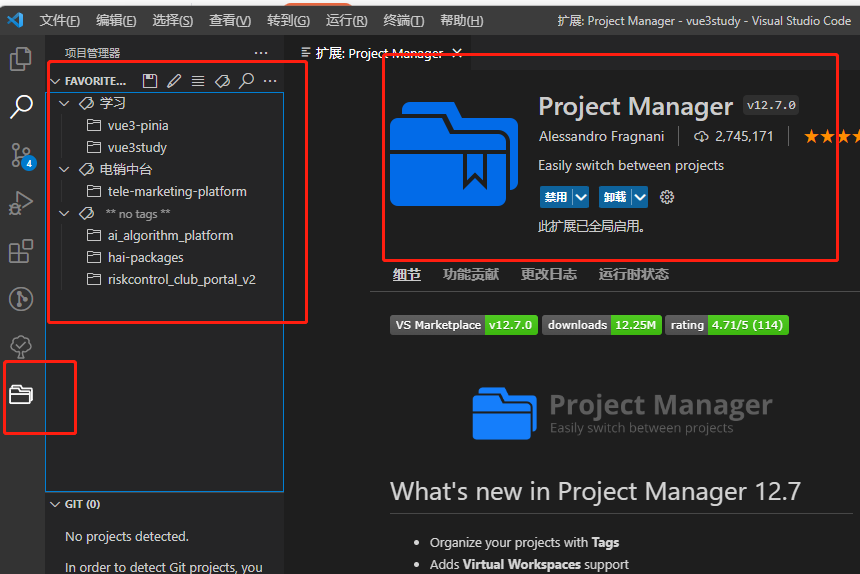 文件(F) 编辑(E) 选择(S) 查看(V) 转到(G) 运行(R) 终端(T) 帮助(H) 扩展: Project Manager - vue3study - Visual Studio Code
项目管理器 ···
扩展: Project Manager ×
FAVORITE... ···
学习
vue3-pinia
vue3study
电销中台
tele-marketing-platform
** no tags **
ai_algorithm_platform
hai-packages
riskcontrol_club_portal_v2
4
GIT (0)
No projects detected.
In order to detect Git projects, you
Project Manager v12.7.0
Alessandro Fragnani 2,745,171
Easily switch between projects
禁用 卸载
此扩展已全局启用。
细节 功能贡献 更改日志 运行时状态
VS Marketplace v12.7.0 downloads 12.25M rating 4.71/5 (114)
Project Manager
Easily switch between projects
What's new in Project Manager 12.7
• Organize your projects with Tags
• Adds Virtual Workspaces support